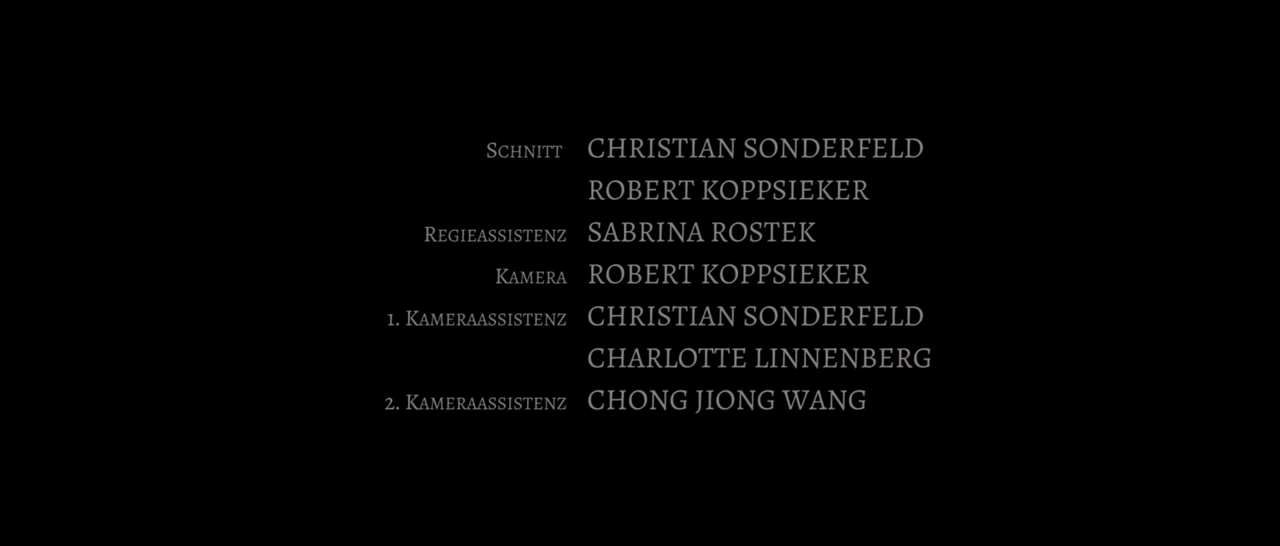 Schnitt CHRISTIAN SONDERFELD
ROBERT KOPPSIEKER
Regieassistenz SABRINA ROSTEK
Kamera ROBERT KOPPSIEKER
1. Kameraassistenz CHRISTIAN SONDERFELD
CHARLOTTE LINNENBERG
2. Kameraassistenz CHONG JIONG WANG